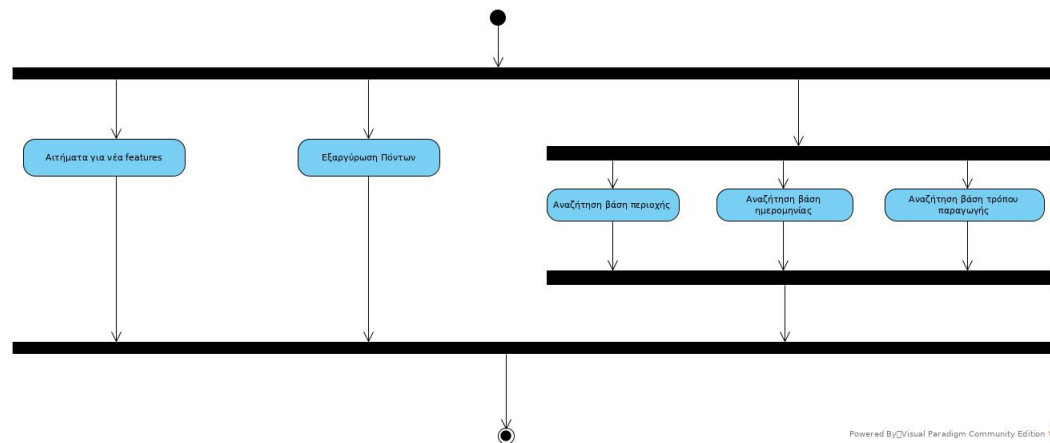 Αιτήματα για νέα features
Εξαργύρωση Πόντων
Αναζήτηση βάση περιοχής
Αναζήτηση βάση
ημερομηνίας
Αναζήτηση βάση τρόπου
παραγωγής
Powered By Visual Paradigm Community Edition